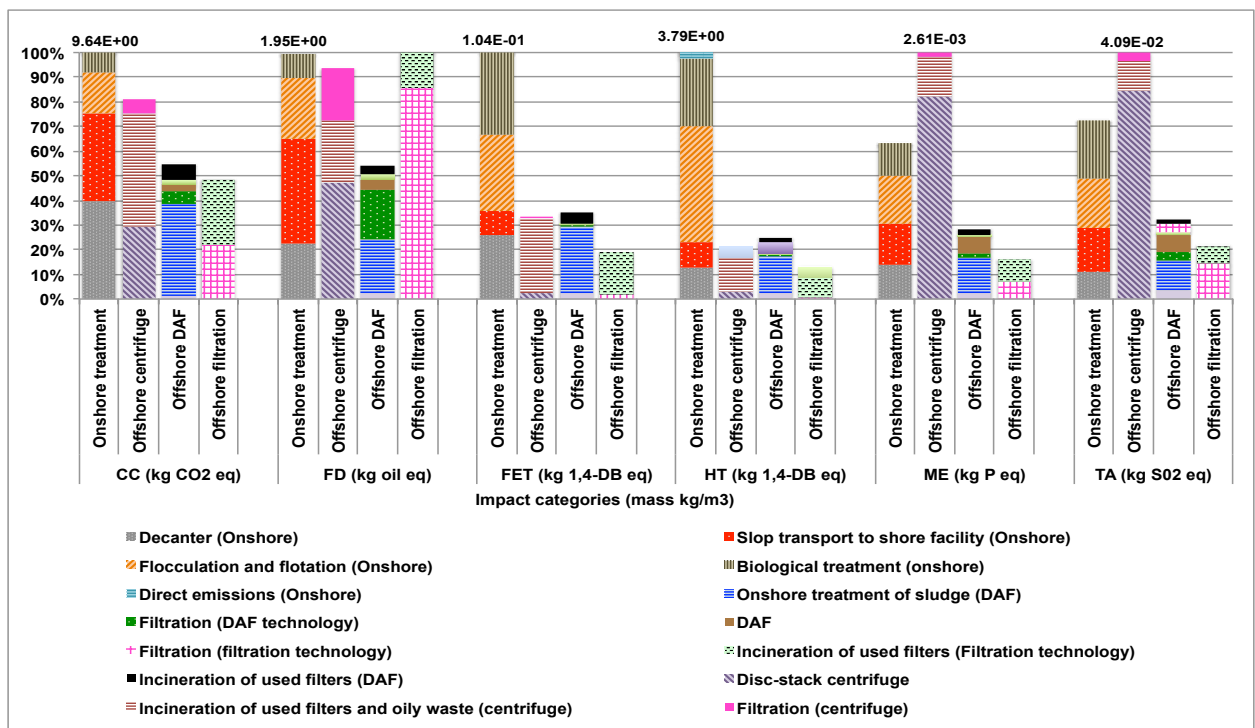 9.64E+00 1.95E+00 1.04E-01 3.79E+00 2.61E-03 4.09E-02
100%
90%
80%
70%
60%
50%
40%
30%
20%
10%
0%
Onshore treatment
Offshore centrifuge
Offshore DAF
Offshore filtration
Onshore treatment
Offshore centrifuge
Offshore DAF
Offshore filtration
Onshore treatment
Offshore centrifuge
Offshore DAF
Offshore filtration
Onshore treatment
Offshore centrifuge
Offshore DAF
Offshore filtration
Onshore treatment
Offshore centrifuge
Offshore DAF
Offshore filtration
Onshore treatment
Offshore centrifuge
Offshore DAF
Offshore filtration
CC (kg CO2 eq) FD (kg oil eq) FET (kg 1,4-DB eq) HT (kg 1,4-DB eq) ME (kg P eq) TA (kg S02 eq)
Impact categories (mass kg/m3)
Decanter (Onshore) Slop transport to shore facility (Onshore)
Flocculation and flotation (Onshore) Biological treatment (onshore)
Direct emissions (Onshore) Onshore treatment of sludge (DAF)
Filtration (DAF technology) DAF
Filtration (filtration technology) Incineration of used filters (Filtration technology)
Incineration of used filters (DAF) Disc-stack centrifuge
Incineration of used filters and oily waste (centrifuge) Filtration (centrifuge)